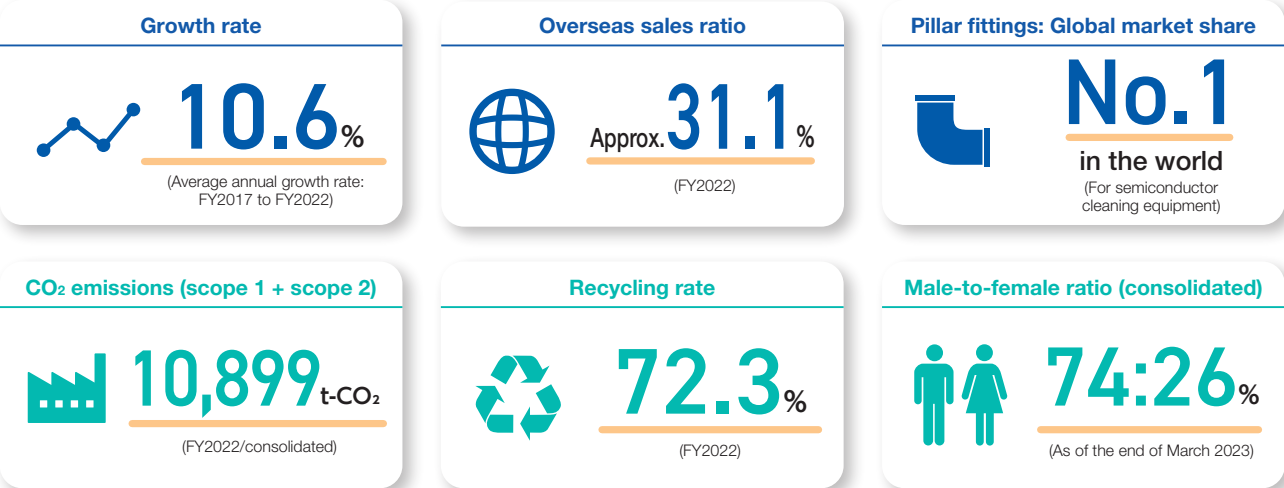 Growth rate
10.6%
(Average annual growth rate:
FY2017 to FY2022)
Overseas sales ratio
Approx.31.1%
(FY2022)
Pillar fittings: Global market share
No.1
in the world
(For semiconductor
cleaning equipment)
CO₂ emissions (scope 1 + scope 2)
10,899t-CO₂
(FY2022/consolidated)
Recycling rate
72.3%
(FY2022)
Male-to-female ratio (consolidated)
74:26%
(As of the end of March 2023)